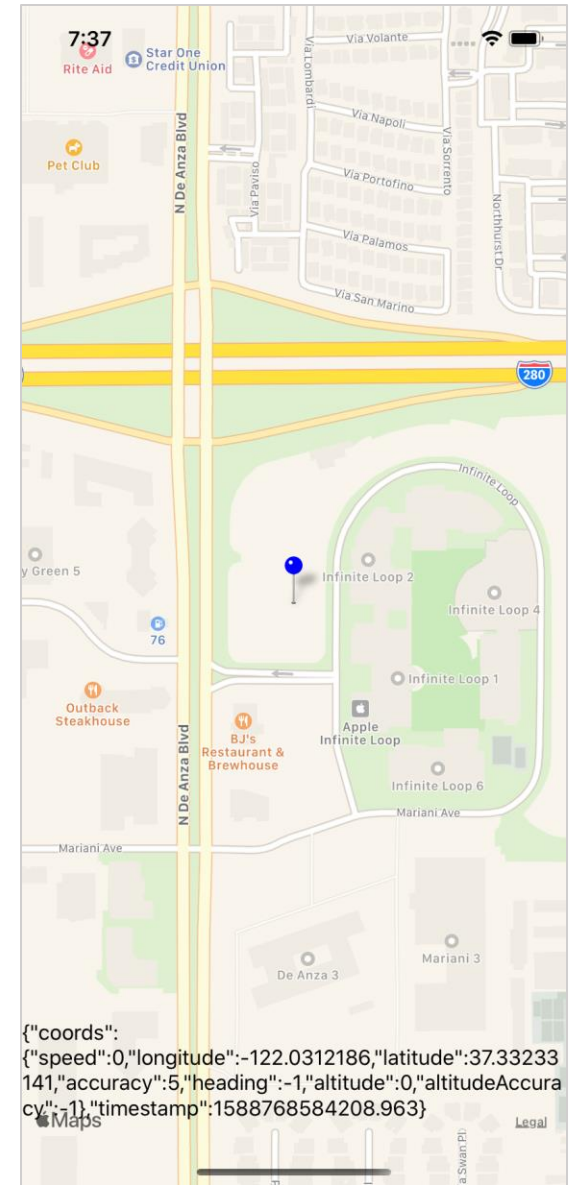 7:37
Via Volante
Star One
Credit Union
Rite Aid
Via Lombardi
Via Napoli
Pet Club
N De Anza Blvd
Via Sorrento
Via Paviso
Via Portofino
Northhurst Dr
Via Palamos
Via San Marino
280
Infinite Loop
y Green 5
Infinite Loop 2
Infinite Loop 4
76
Infinite Loop 1
Outback
Steakhouse
Apple
Infinite Loop
BJ's
Restaurant &
Brewhouse
N De Anza Blvd
Infinite Loop 6
Mariani Ave
Mariani Ave
Mariani 3
De Anza 3
{"coords":
{"speed":0,"longitude":-122.0312186,"latitude":37.33233
141,"accuracy":5,"heading":-1,"altitude":0,"altitudeAccura
cy":-1},"timestamp":1588768584208.963}
Maps
Legal
a Swan Pl